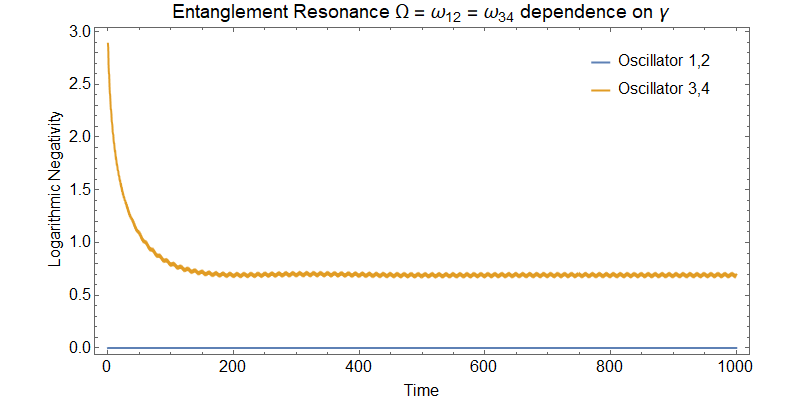 Entanglement Resonance Ω = ω12 = ω34 dependence on γ
Oscillator 1,2
Oscillator 3,4
Logarithmic Negativity
3.0
2.5
2.0
1.5
1.0
0.5
0.0
0 200 400 600 800 1000
Time